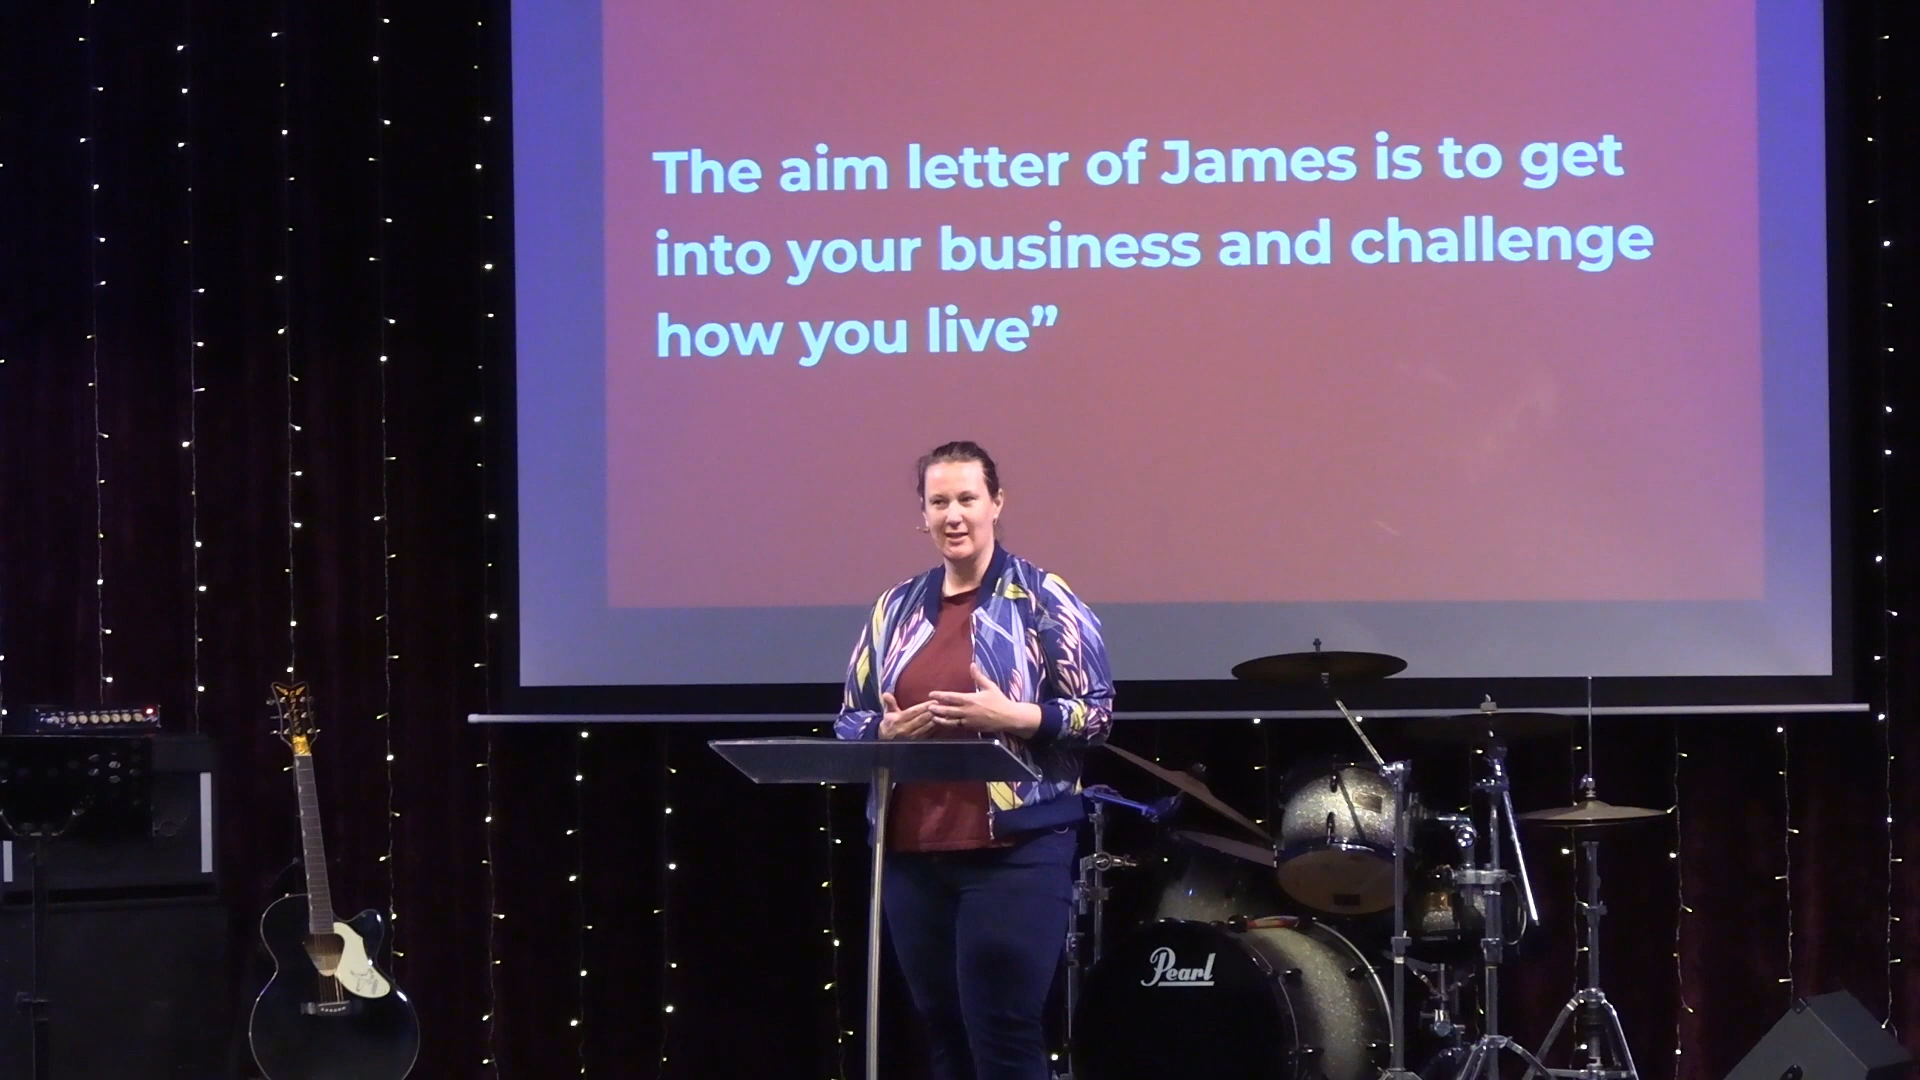 The aim letter of James is to get
into your business and challenge
how you live”
Pearl